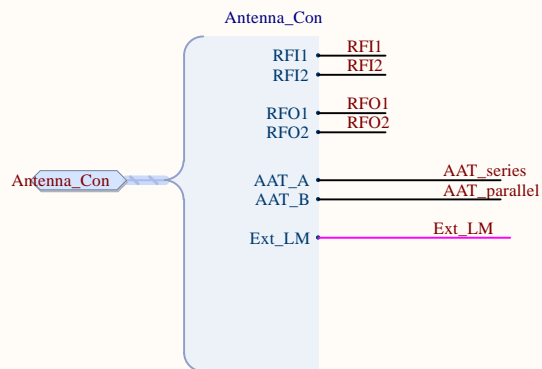 Antenna_Con
RFI1 RFI1
RFI2 RFI2
RFO1 RFO1
RFO2 RFO2
Antenna_Con
AAT_A AAT_series
AAT_B AAT_parallel
Ext_LM Ext_LM